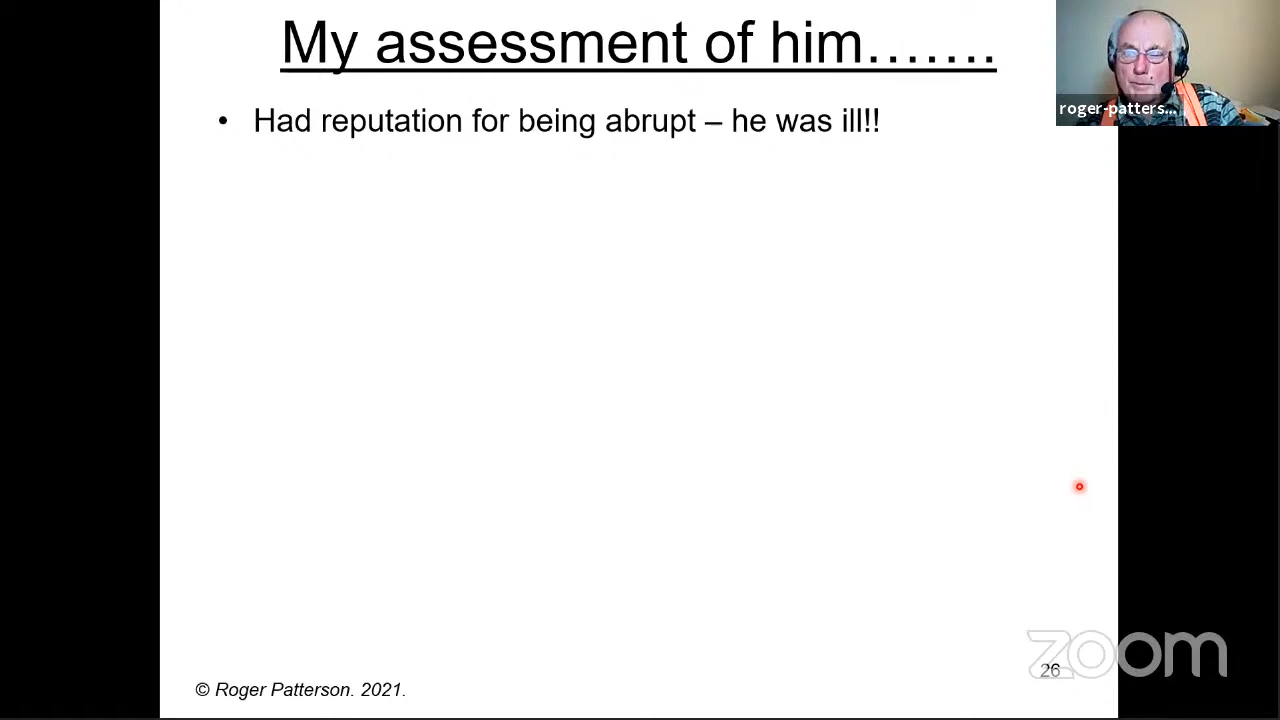 My assessment of him…….
roger-patters...
• Had reputation for being abrupt – he was ill!!
zoom
26
© Roger Patterson. 2021.